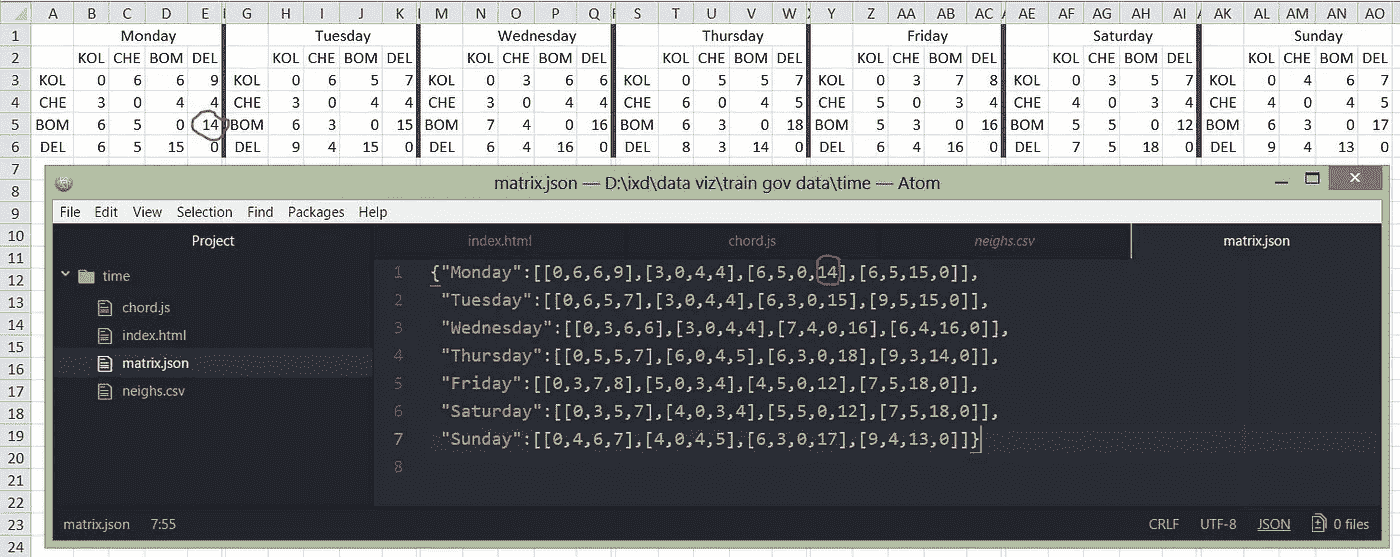 A B C D E G H I J K M N O P Q S T U V W Y Z AA AB AC AE AF AG AH AI AK AL AM AN AO
1 Monday Tuesday Wednesday Thursday Friday Saturday Sunday
2 KOL CHE BOM DEL KOL CHE BOM DEL KOL CHE BOM DEL KOL CHE BOM DEL KOL CHE BOM DEL KOL CHE BOM DEL KOL CHE BOM DEL
3 KOL 0 6 6 9 KOL 0 6 5 7 KOL 0 3 6 6 KOL 0 5 5 7 KOL 0 3 7 8 KOL 0 3 5 7 KOL 0 4 6 7
4 CHE 3 0 4 4 CHE 3 0 4 4 CHE 3 0 4 4 CHE 6 0 4 5 CHE 5 0 3 4 CHE 4 0 3 4 CHE 4 0 4 5
5 BOM 6 5 0 14 BOM 6 3 0 15 BOM 7 4 0 16 BOM 6 3 0 18 BOM 5 3 0 16 BOM 5 5 0 12 BOM 6 3 0 17
6 DEL 6 5 15 0 DEL 9 4 15 0 DEL 6 4 16 0 DEL 8 3 14 0 DEL 6 4 16 0 DEL 7 5 18 0 DEL 9 4 13 0
7
8
9
10
11
12
13
14
15
16
17
18
19
20
21
22
23
24
matrix.json — D:\ixd\data viz\train gov data\time — Atom
File Edit View Selection Find Packages Help
Project
time
chord.js
index.html
matrix.json
neighs.csv
index.html chord.js neighs.csv matrix.json
1 {"Monday":[[0,6,6,9],[3,0,4,4],[6,5,0,14],[6,5,15,0]],
2 "Tuesday":[[0,6,5,7],[3,0,4,4],[6,3,0,15],[9,5,15,0]],
3 "Wednesday":[[0,3,6,6],[3,0,4,4],[7,4,0,16],[6,4,16,0]],
4 "Thursday":[[0,5,5,7],[6,0,4,5],[6,3,0,18],[9,3,14,0]],
5 "Friday":[[0,3,7,8],[5,0,3,4],[4,5,0,12],[7,5,18,0]],
6 "Saturday":[[0,3,5,7],[4,0,3,4],[5,5,0,12],[7,5,18,0]],
7 "Sunday":[[0,4,6,7],[4,0,4,5],[6,3,0,17],[9,4,13,0]]}
8
matrix.json 7:55 CRLF UTF-8 JSON 0 files